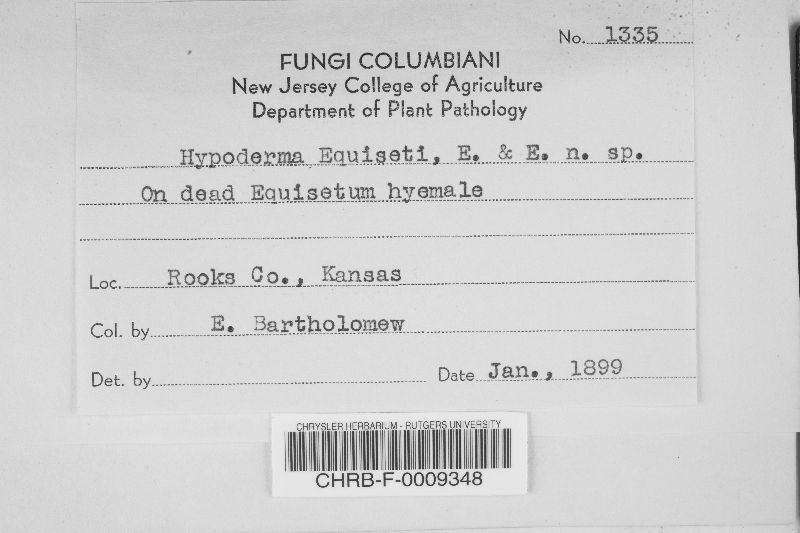 No. 1335
FUNGI COLUMBIANI
New Jersey College of Agriculture
Department of Plant Pathology
Hypoderma Equiseti, E. & E. n. sp.
On dead Equisetum hyemale
Loc. Rooks Co., Kansas
Col. by E. Bartholomew
Det. by
Date Jan., 1899
CHRYSLER HERBARIUM - RUTGERS UNIVERSITY
CHRB-F-0009348